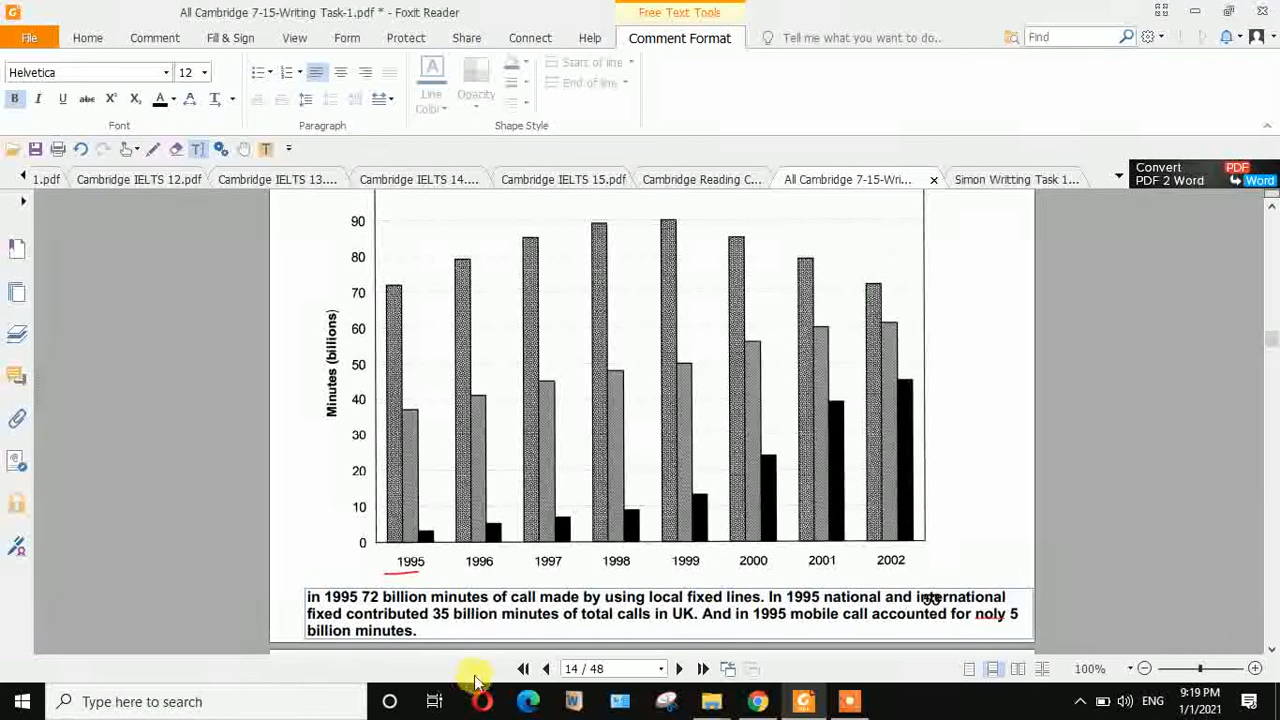 All Cambridge 7-15-Writing Task-1.pdf * - Foxit Reader
Free Text Tools
File Home Comment Fill & Sign View Form Protect Share Connect Help Comment Format Tell me what you want to do.. Find
Helvetica 12
Start of line
End of line
B I U abc X² X₂ A A T
Line Color
Opacity
Font Paragraph Shape Style
1.pdf Cambridge IELTS 12.pdf Cambridge IELTS 13.... Cambridge IELTS 14.... Cambridge IELTS 15.pdf Cambridge Reading C... All Cambridge 7-15-Wri... Simon Writting Task 1...
Convert PDF
PDF 2 Word Word
90
80
70
60
50
40
30
20
10
0
Minutes (billions)
1995 1996 1997 1998 1999 2000 2001 2002
in 1995 72 billion minutes of call made by using local fixed lines. In 1995 national and international
fixed contributed 35 billion minutes of total calls in UK. And in 1995 mobile call accounted for noly 5
billion minutes.
14 / 48
100%
Type here to search
ENG
9:19 PM
1/1/2021